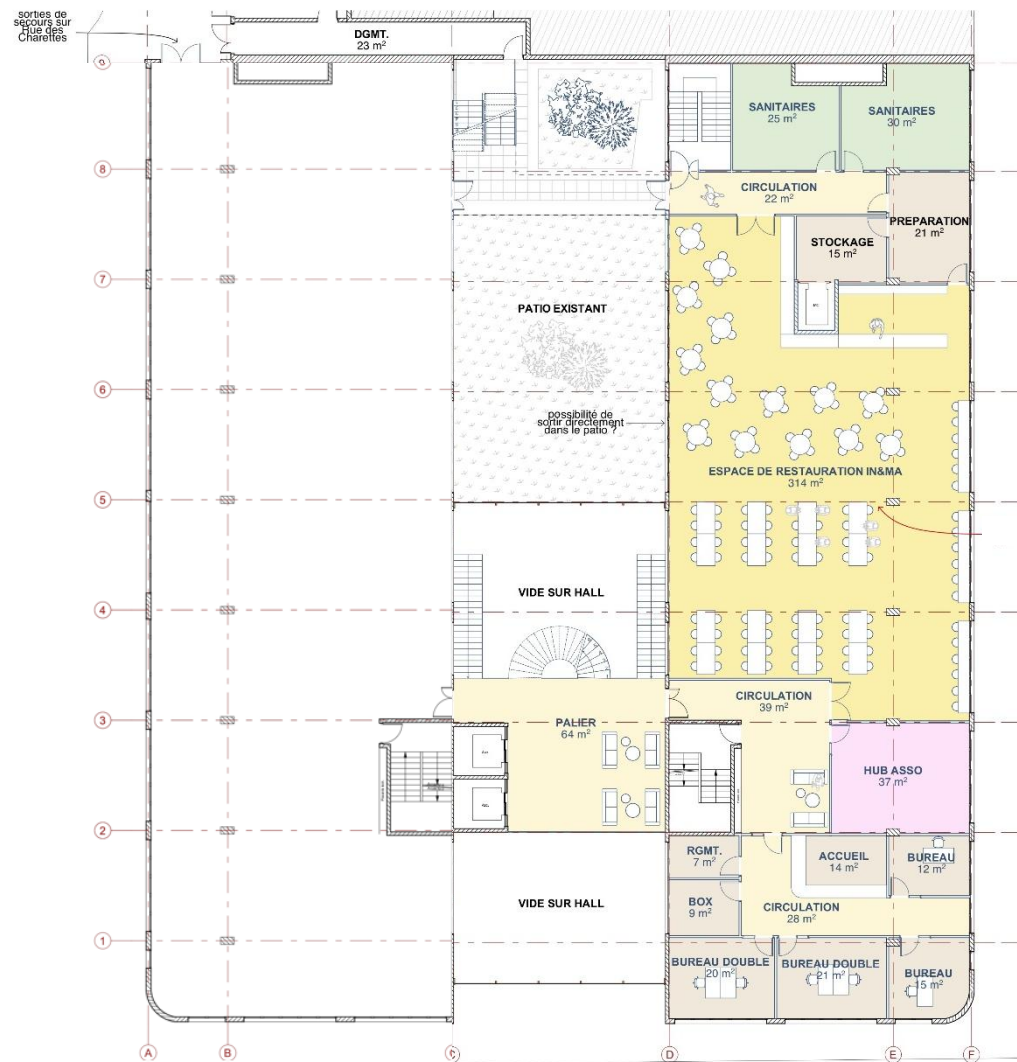 sorties de
secours sur
Rue des
Charettes
DGMT.
23 m²
9
SANITAIRES
25 m²
SANITAIRES
30 m²
8
CIRCULATION
22 m²
PREPARATION
21 m²
STOCKAGE
15 m²
7
PATIO EXISTANT
6
possibilité de
sortir directement
dans le patio ?
ESPACE DE RESTAURATION IN&MA
314 m²
5
VIDE SUR HALL
4
CIRCULATION
39 m²
3
PALIER
64 m²
HUB ASSO
37 m²
2
RGMT.
7 m²
ACCUEIL
14 m²
BUREAU
12 m²
BOX
9 m²
VIDE SUR HALL
CIRCULATION
28 m²
1
BUREAU DOUBLE
20 m²
BUREAU DOUBLE
21 m²
BUREAU
15 m²
A
B
C
D
E
F